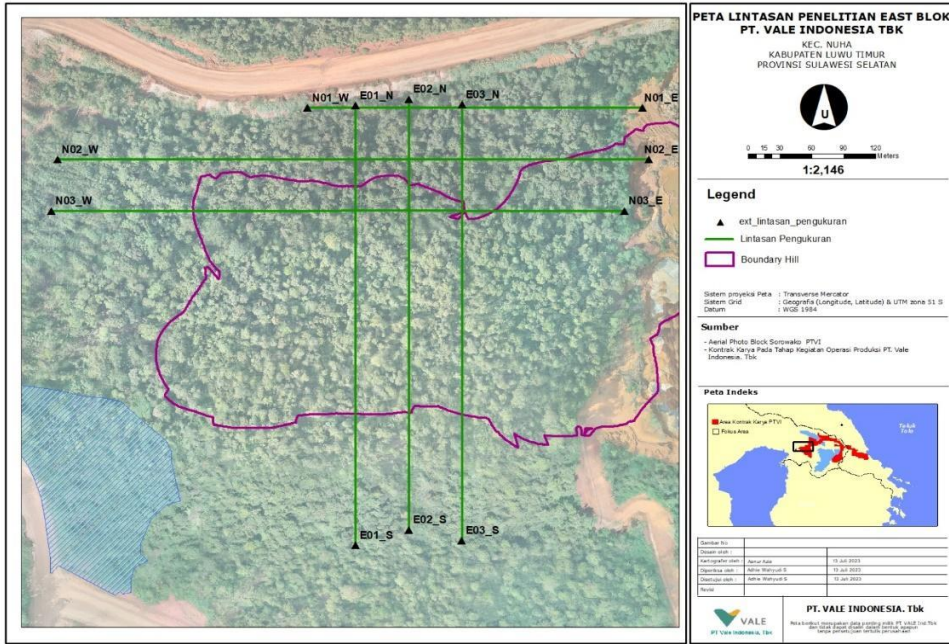 PETA LINTASAN PENELITIAN EAST BLOK
PT. VALE INDONESIA TBK
KEC. NUHA
KABUPATEN LUWU TIMUR
PROVINSI SULAWESI SELATAN
U
0 15 30 60 90 120
Meters
1:2,146
Legend
ext_lintasan_pengukuran
Lintasan Pengukuran
Boundary Hill
Sistem proyeksi Peta : Transverse Mercator
Sistem Grid : Geografis (Longitude, Latitude) & UTM zona 51 S
Datum : WGS 1984
Sumber
- Aerial Photo Block Sorowako PTVI
- Kontrak Karya Pada Tahap Kegiatan Operasi Produksi PT. Vale
Indonesia. Tbk
Peta Indeks
Area Kontrak Karya PTVI
Fokus Area
Teluk
Tolo
Gambar No
Desain oleh :
Kartografer oleh : 13 Juli 2023
Diperiksa oleh : 13 Juli 2023
Disetujui oleh : 13 Juli 2023
Revisi
VALE
PT Vale Indonesia, Tbk
PT. VALE INDONESIA. Tbk
N01_W
E01_N
E02_N
E03_N
N01_E
N02_W
N02_E
N03_W
N03_E
E01_S
E02_S
E03_S